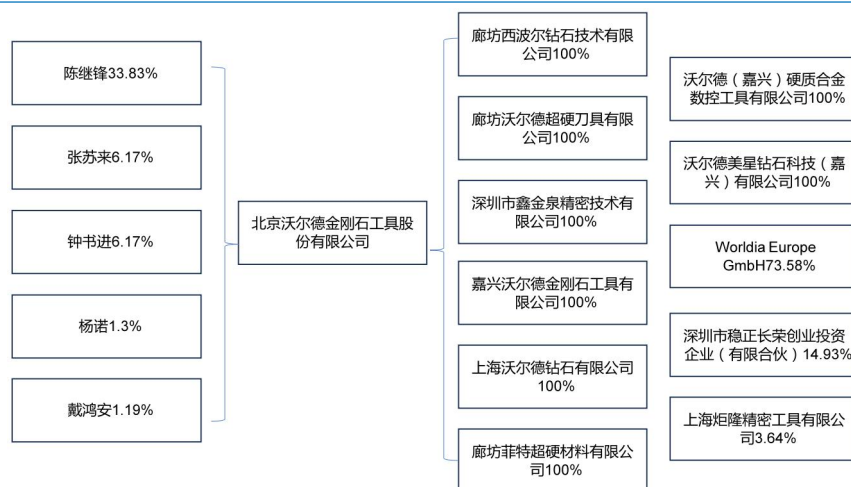 陈继锋33.83%
张苏来6.17%
钟书进6.17%
杨诺1.3%
戴鸿安1.19%
北京沃尔德金刚石工具股
份有限公司
廊坊西波尔钻石技术有限
公司100%
廊坊沃尔德超硬刀具有限
公司100%
深圳市鑫金泉精密技术有
限公司100%
嘉兴沃尔德金刚石工具有
限公司100%
上海沃尔德钻石有限公司
100%
廊坊菲特超硬材料有限公
司100%
沃尔德（嘉兴）硬质合金
数控工具有限公司100%
沃尔德美星钻石科技（嘉
兴）有限公司100%
Worldia Europe
GmbH73.58%
深圳市稳正长荣创业投资
企业（有限合伙）14.93%
上海炬隆精密工具有限公
司3.64%